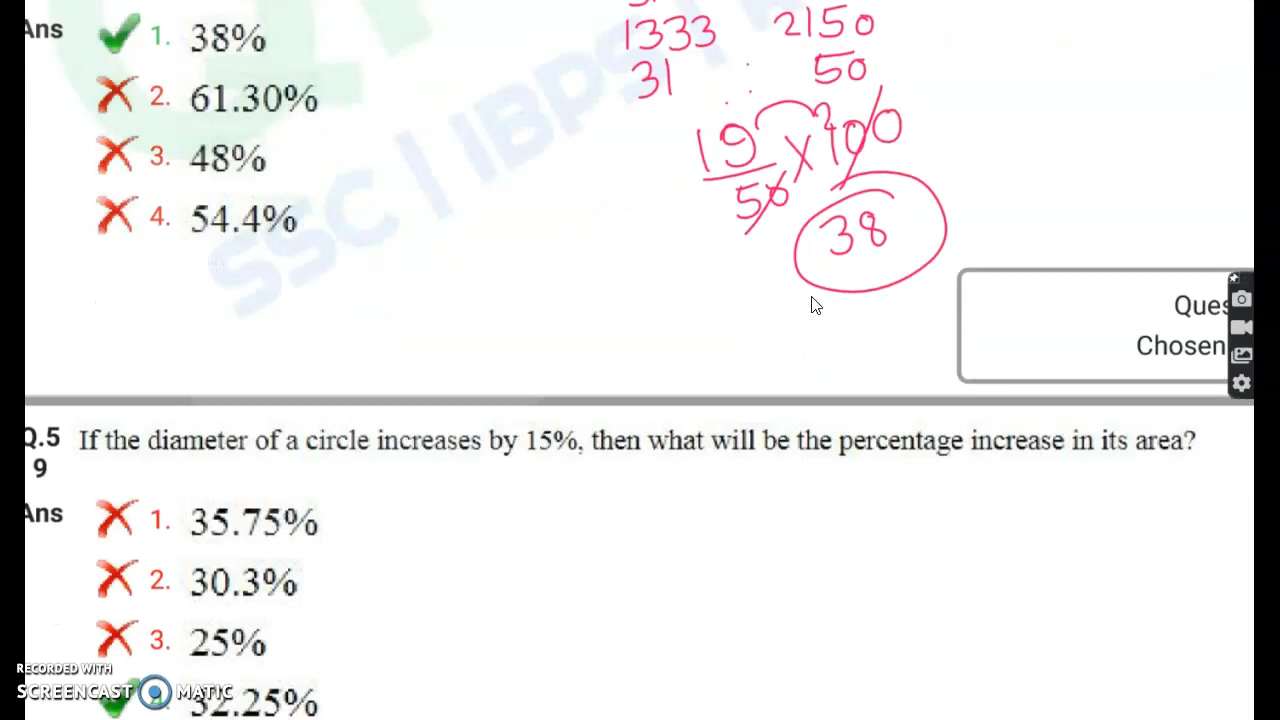 1333 2150
Ans 1. 38%
31 : 50
2. 61.30%
19/50 × 100 2
3. 48%
4. 54.4%
38
SSC | IBPS |
Ques
Chosen
Q.5 If the diameter of a circle increases by 15%, then what will be the percentage increase in its area?
9
Ans 1. 35.75%
2. 30.3%
3. 25%
RECORDED WITH
SCREENCAST MATIC
4. 32.25%